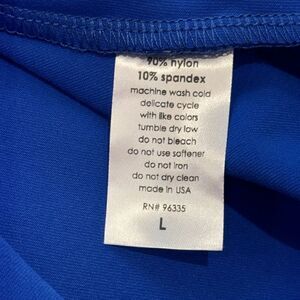 90% nylon
10% spandex
machine wash cold
delicate cycle
with like colors
tumble dry low
do not bleach
do not use softener
do not iron
do not dry clean
made in USA
RN# 96335
L